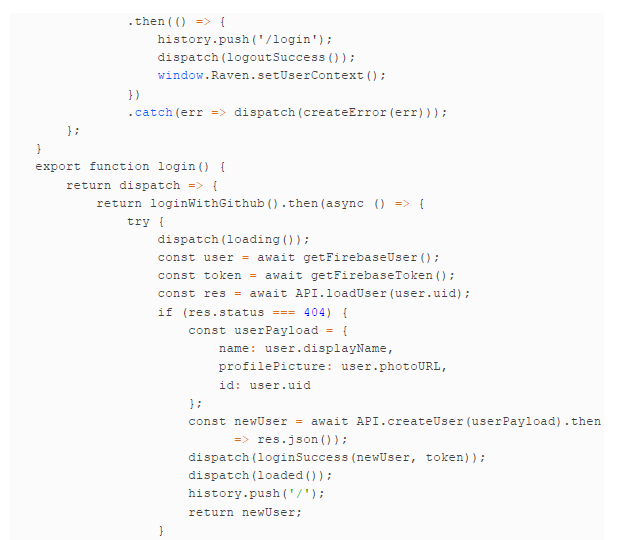 .then(() => {
history.push('/login');
dispatch(logoutSuccess());
window.Raven.setUserContext();
})
.catch(err => dispatch(createError(err)));
};
}
export function login() {
return dispatch => {
return loginWithGithub().then(async () => {
try {
dispatch(loading());
const user = await getFirebaseUser();
const token = await getFirebaseToken();
const res = await API.loadUser(user.uid);
if (res.status === 404) {
const userPayload = {
name: user.displayName,
profilePicture: user.photoURL,
id: user.uid
};
const newUser = await API.createUser(userPayload).then
=> res.json());
dispatch(loginSuccess(newUser, token));
dispatch(loaded());
history.push('/');
return newUser;
}